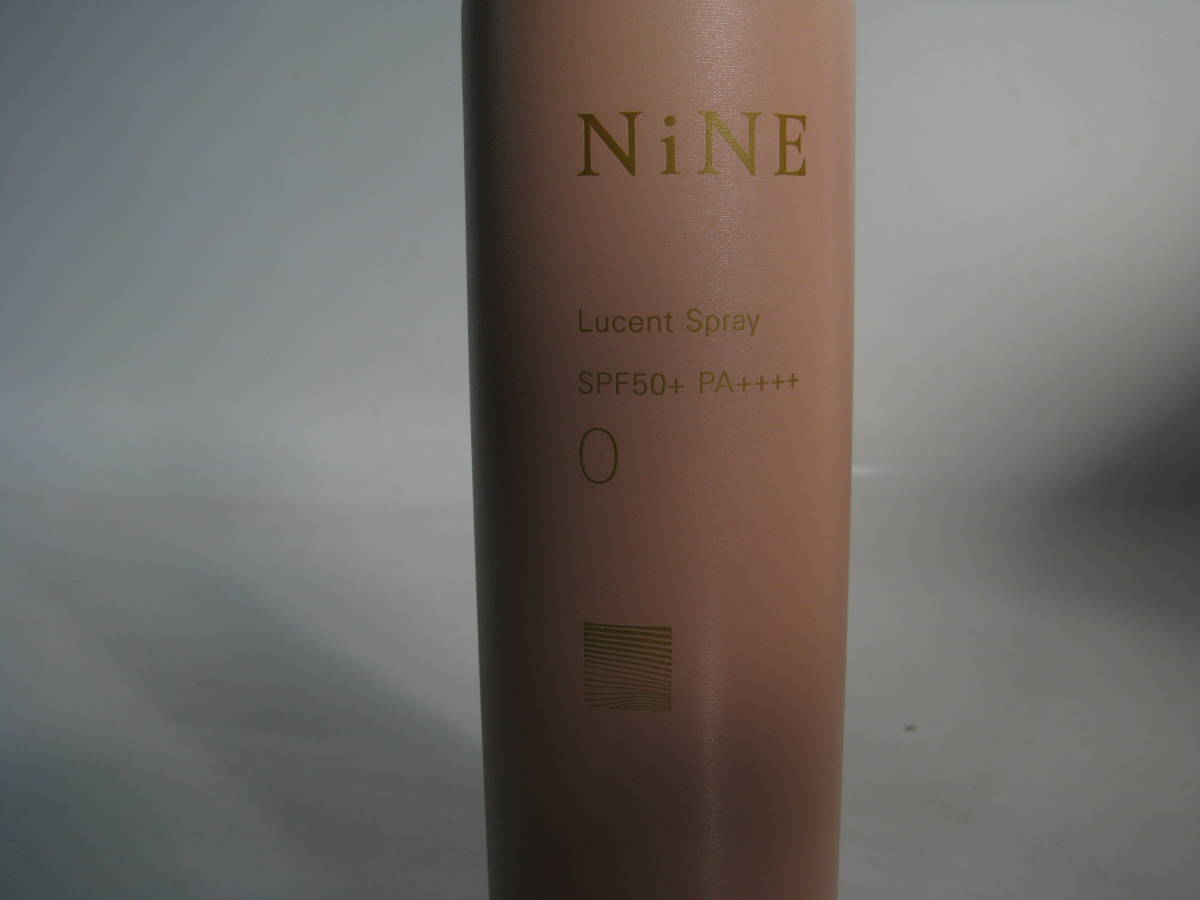 NiNE
Lucent Spray
SPF50+ PA++++
0